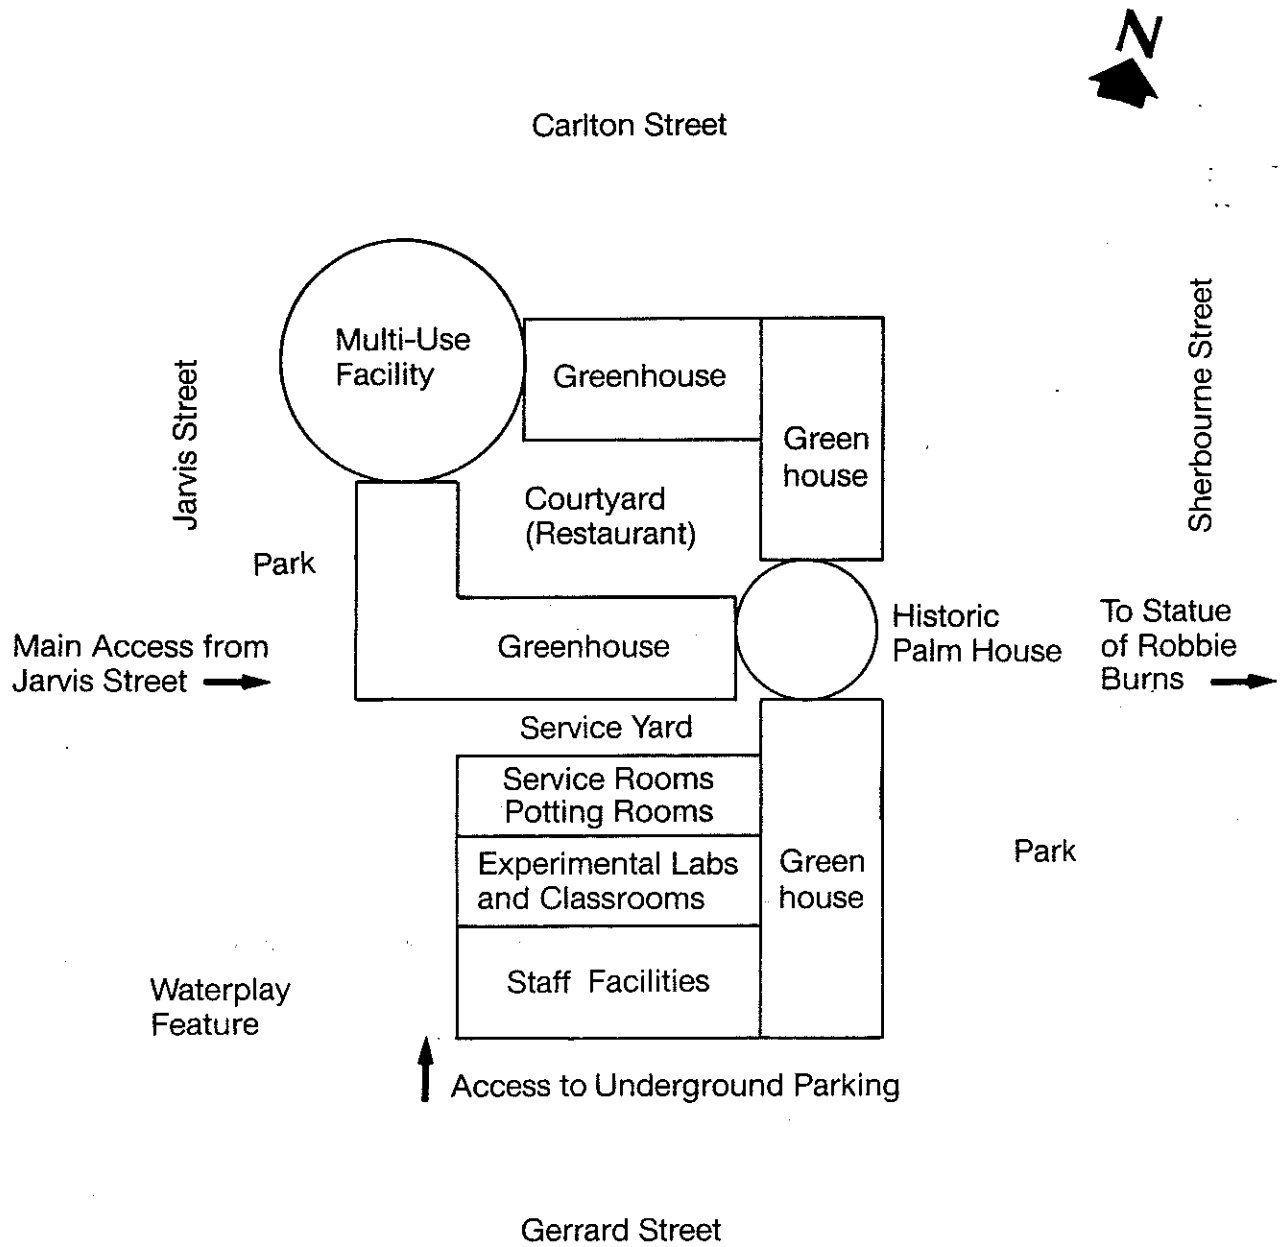 N
Carlton Street
Multi-Use
Facility
Greenhouse
Green
house
Jarvis Street
Sherbourne Street
Courtyard
(Restaurant)
Park
Main Access from
Jarvis Street
Greenhouse
Historic
Palm House
To Statue
of Robbie
Burns
Service Yard
Service Rooms
Potting Rooms
Experimental Labs
and Classrooms
Green
house
Park
Staff Facilities
Waterplay
Feature
Access to Underground Parking
Gerrard Street